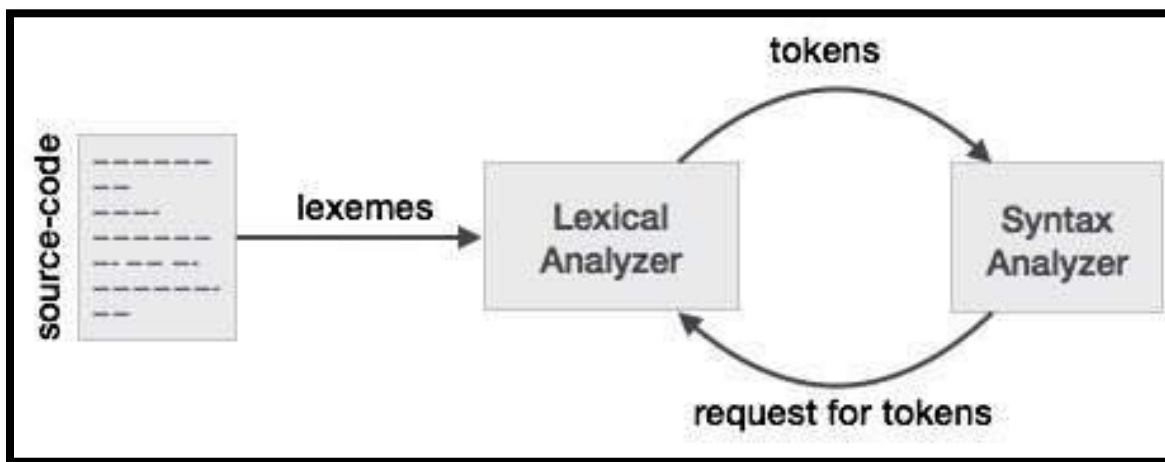 tokens
source-code
lexemes
Lexical
Analyzer
Syntax
Analyzer
request for tokens